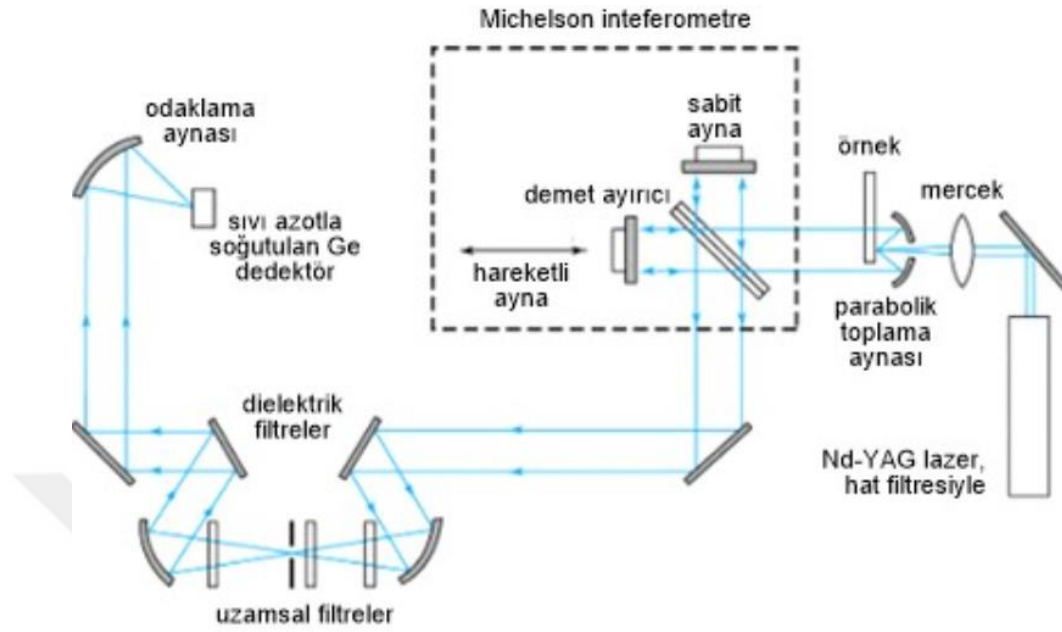 Michelson inteferometre
odaklama
aynası
sabit
ayna
örnek
mercek
demet ayırıcı
sıvı azotla
soğutulan Ge
dedektör
hareketli
ayna
parabolik
toplama
aynası
dielektrik
filtreler
Nd-YAG lazer,
hat filtresiyle
uzamsal filtreler